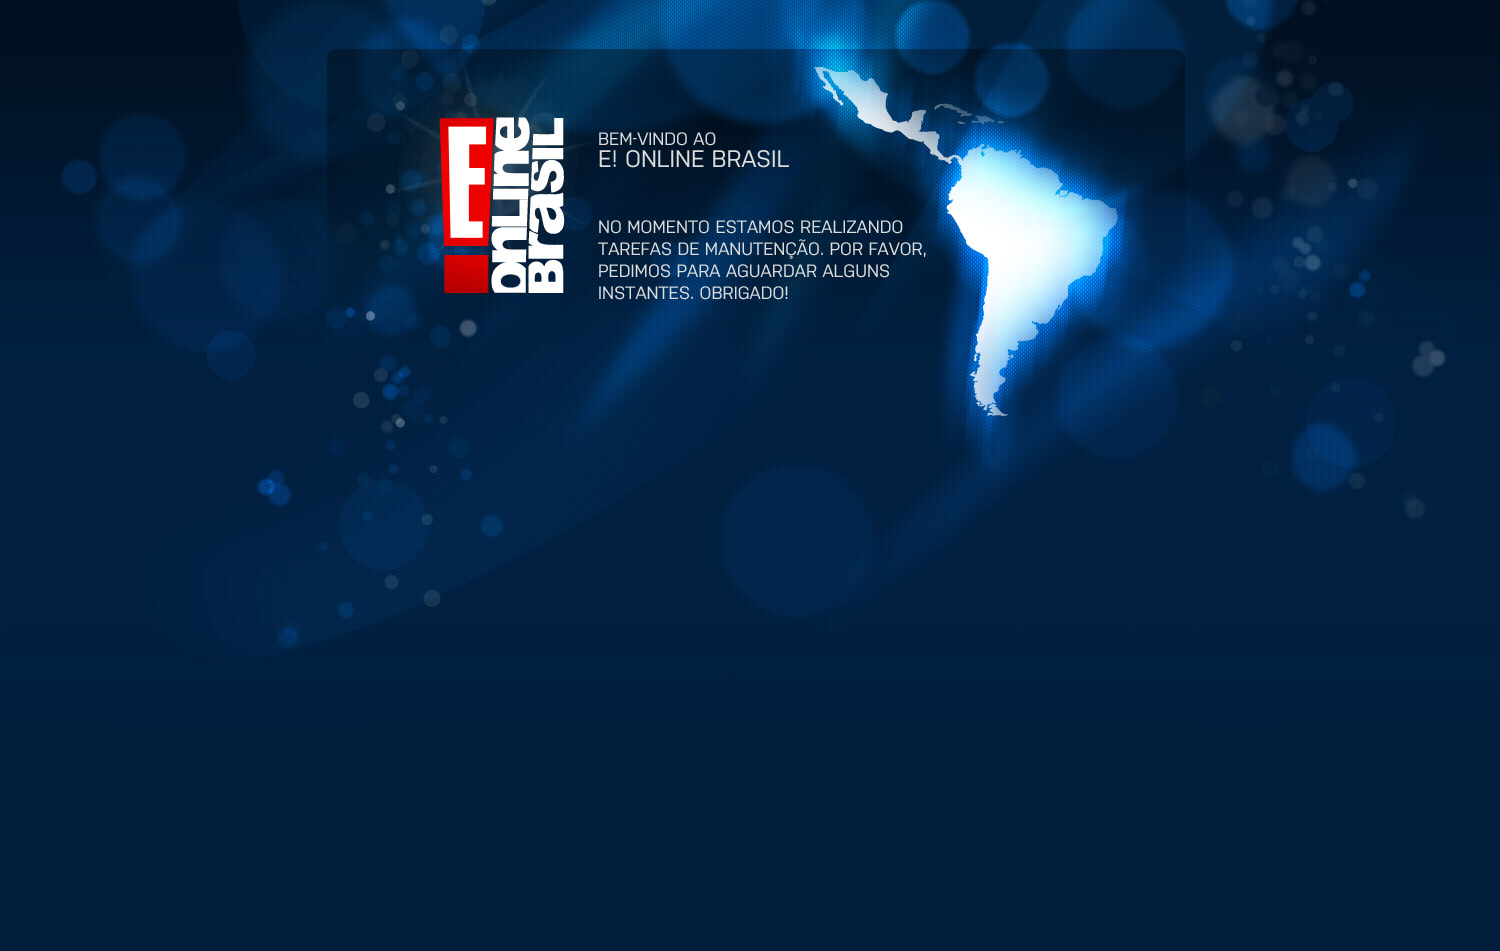 E!
onLine
Brasil
BEM-VINDO AO
E! ONLINE BRASIL
NO MOMENTO ESTAMOS REALIZANDO
TAREFAS DE MANUTENÇÃO. POR FAVOR,
PEDIMOS PARA AGUARDAR ALGUNS
INSTANTES. OBRIGADO!